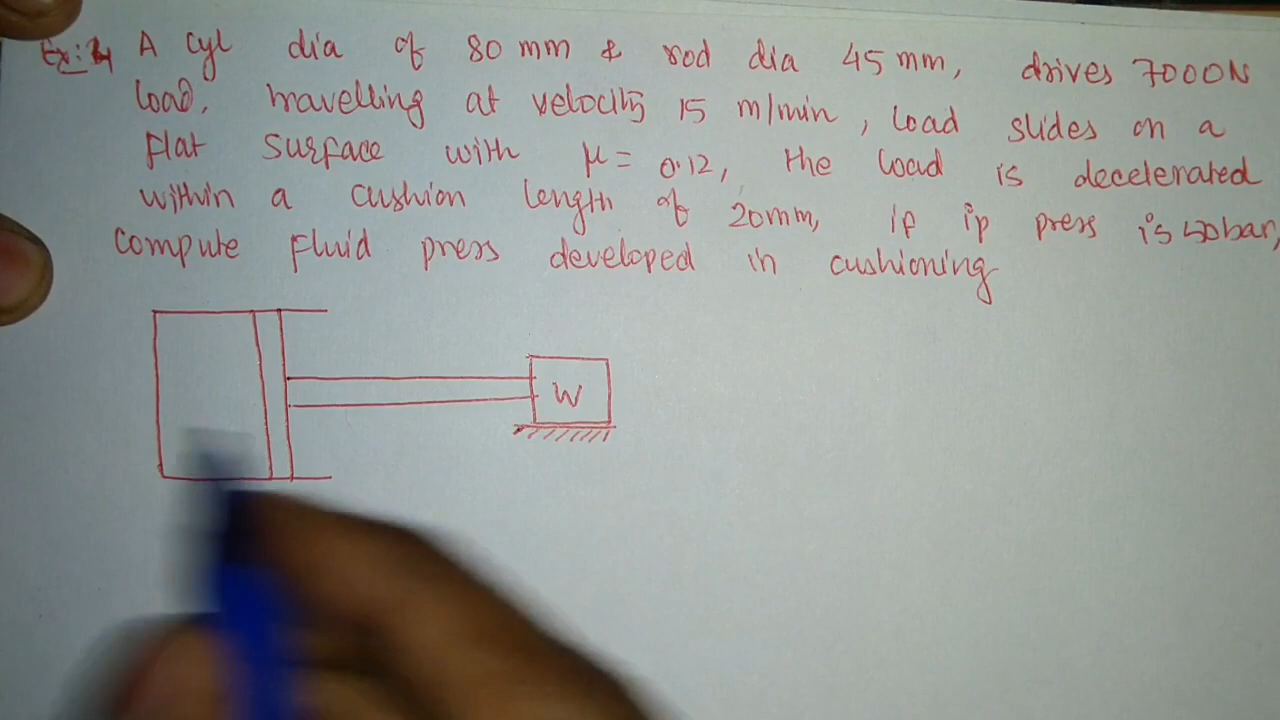 Ex:4 A cyl dia of 80 mm & rod dia 45 mm, drives 7000N
load, travelling at velocity 15 m/min, load slides on a
flat surface with μ = 0.12, the load is decelerated
within a cushion length of 20mm, if ip press is 50bar,
compute fluid press developed in cushioning
W